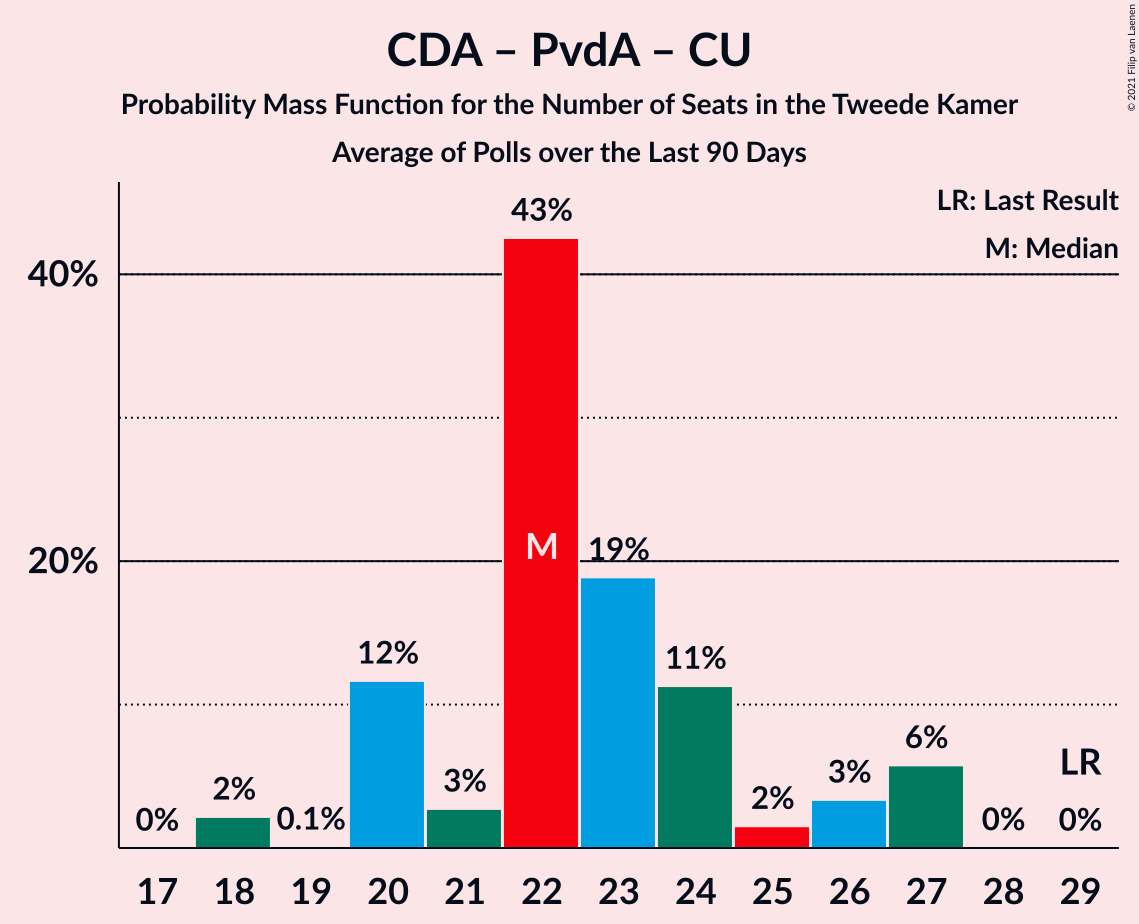 CDA – PvdA – CU
Probability Mass Function for the Number of Seats in the Tweede Kamer
Average of Polls over the Last 90 Days
© 2021 Filip van Laenen
LR: Last Result
M: Median
40%
20%
0%
2%
0.1%
12%
3%
43%
M
19%
11%
2%
3%
6%
0%
LR
0%
17 18 19 20 21 22 23 24 25 26 27 28 29